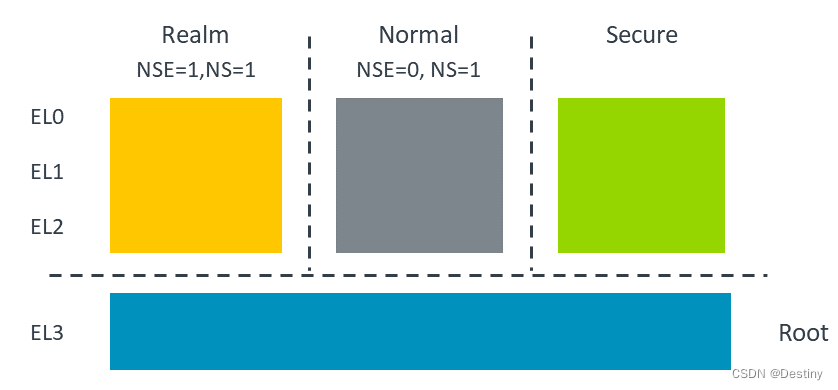 Realm Normal Secure
NSE=1,NS=1 NSE=0, NS=1
EL0
EL1
EL2
EL3 Root
CSDN @Destiny